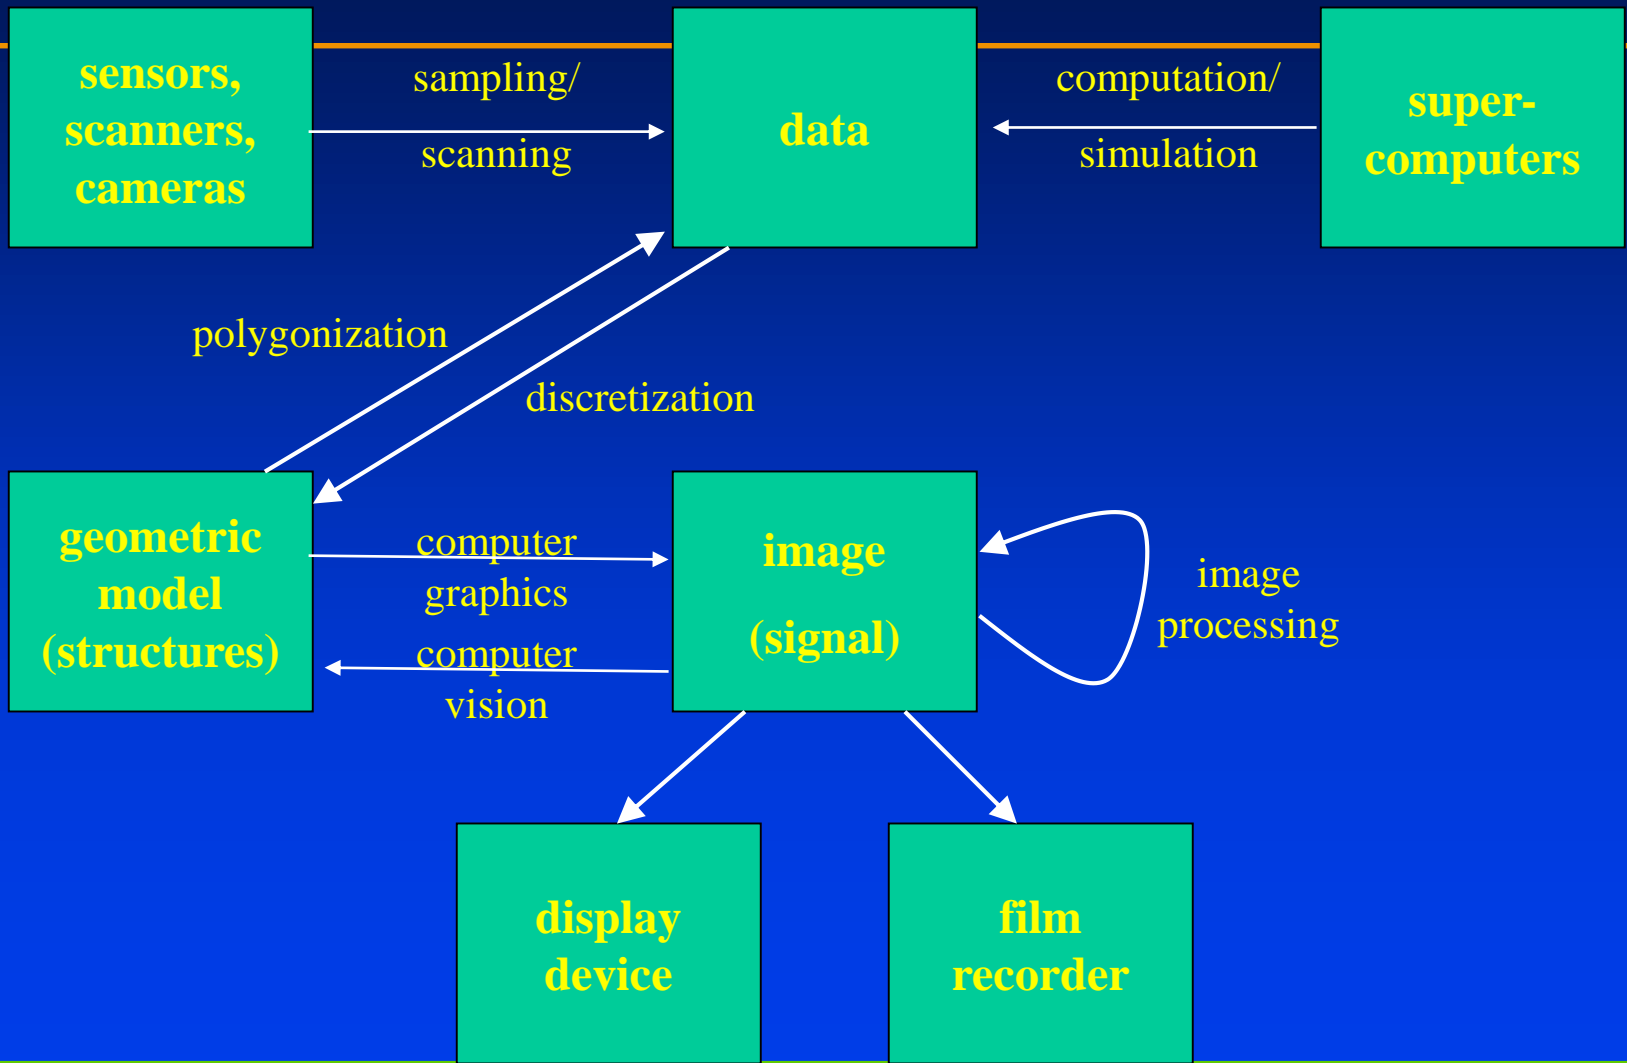 sensors,
scanners,
cameras
sampling/
scanning
data
computation/
simulation
super-
computers
polygonization
discretization
geometric
model
(structures)
computer
graphics
computer
vision
image
(signal)
image
processing
display
device
film
recorder